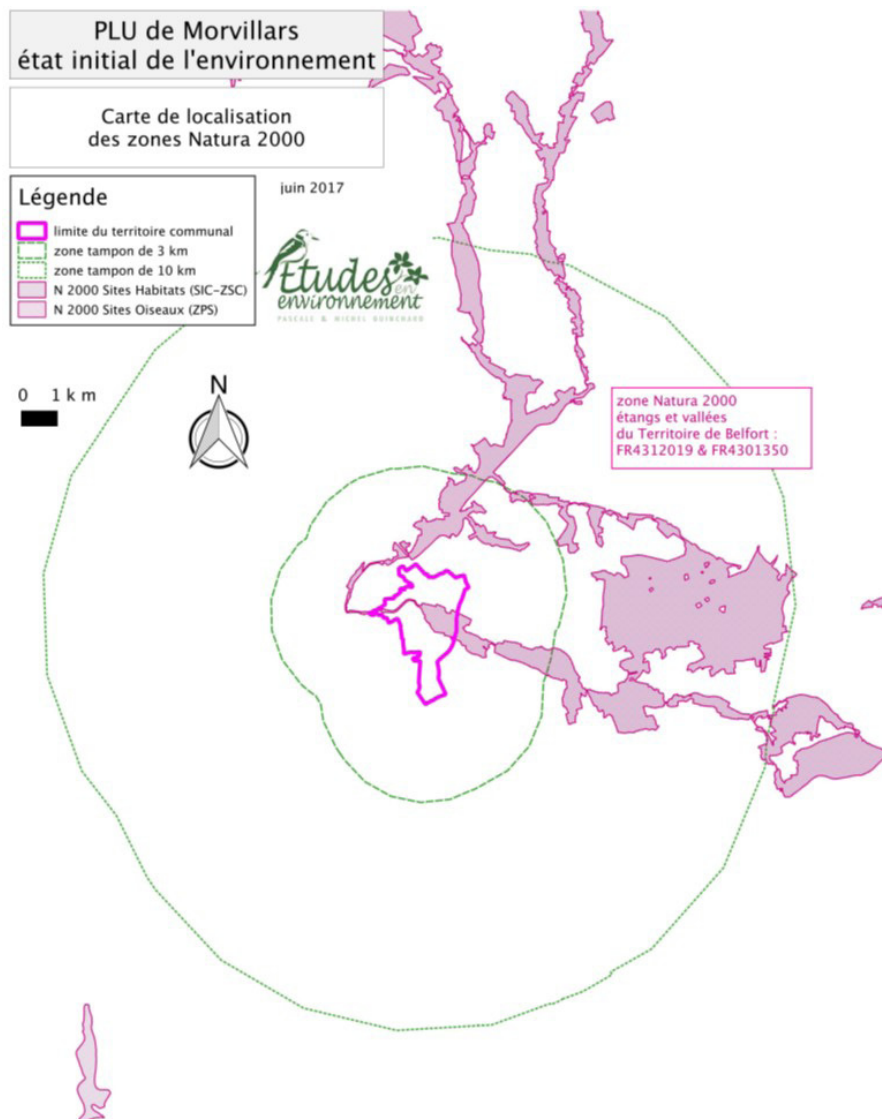 PLU de Morvillars
état initial de l'environnement
Carte de localisation
des zones Natura 2000
Légende
limite du territoire communal
zone tampon de 3 km
zone tampon de 10 km
N 2000 Sites Habitats (SIC-ZSC)
N 2000 Sites Oiseaux (ZPS)
juin 2017
Etudes
en
environnement
PASCALE & MICHEL GUINCHARD
0 1 km
N
zone Natura 2000
étangs et vallées
du Territoire de Belfort :
FR4312019 & FR4301350